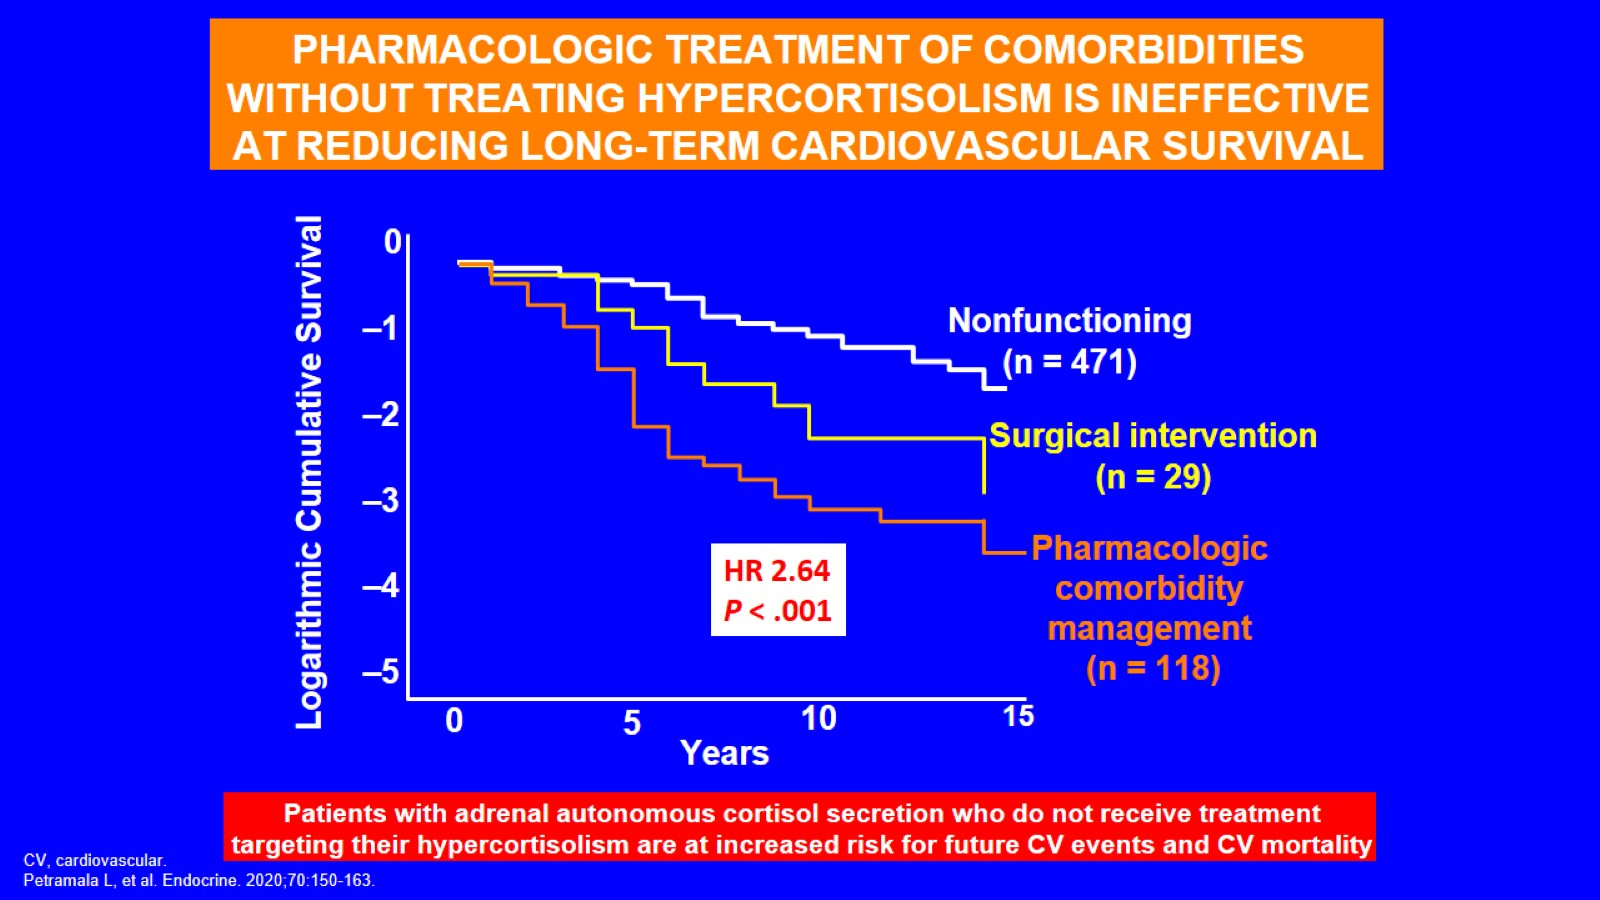 PHARMACOLOGIC TREATMENT OF COMORBIDITIES
WITHOUT TREATING HYPERCORTISOLISM IS INEFFECTIVE
AT REDUCING LONG-TERM CARDIOVASCULAR SURVIVAL
Logarithmic Cumulative Survival
0
–1
–2
–3
–4
–5
Nonfunctioning
(n = 471)
Surgical intervention
(n = 29)
Pharmacologic
comorbidity
management
(n = 118)
HR 2.64
P < .001
0
5
10
15
Years
Patients with adrenal autonomous cortisol secretion who do not receive treatment
targeting their hypercortisolism are at increased risk for future CV events and CV mortality
CV, cardiovascular.
Petramala L, et al. Endocrine. 2020;70:150-163.